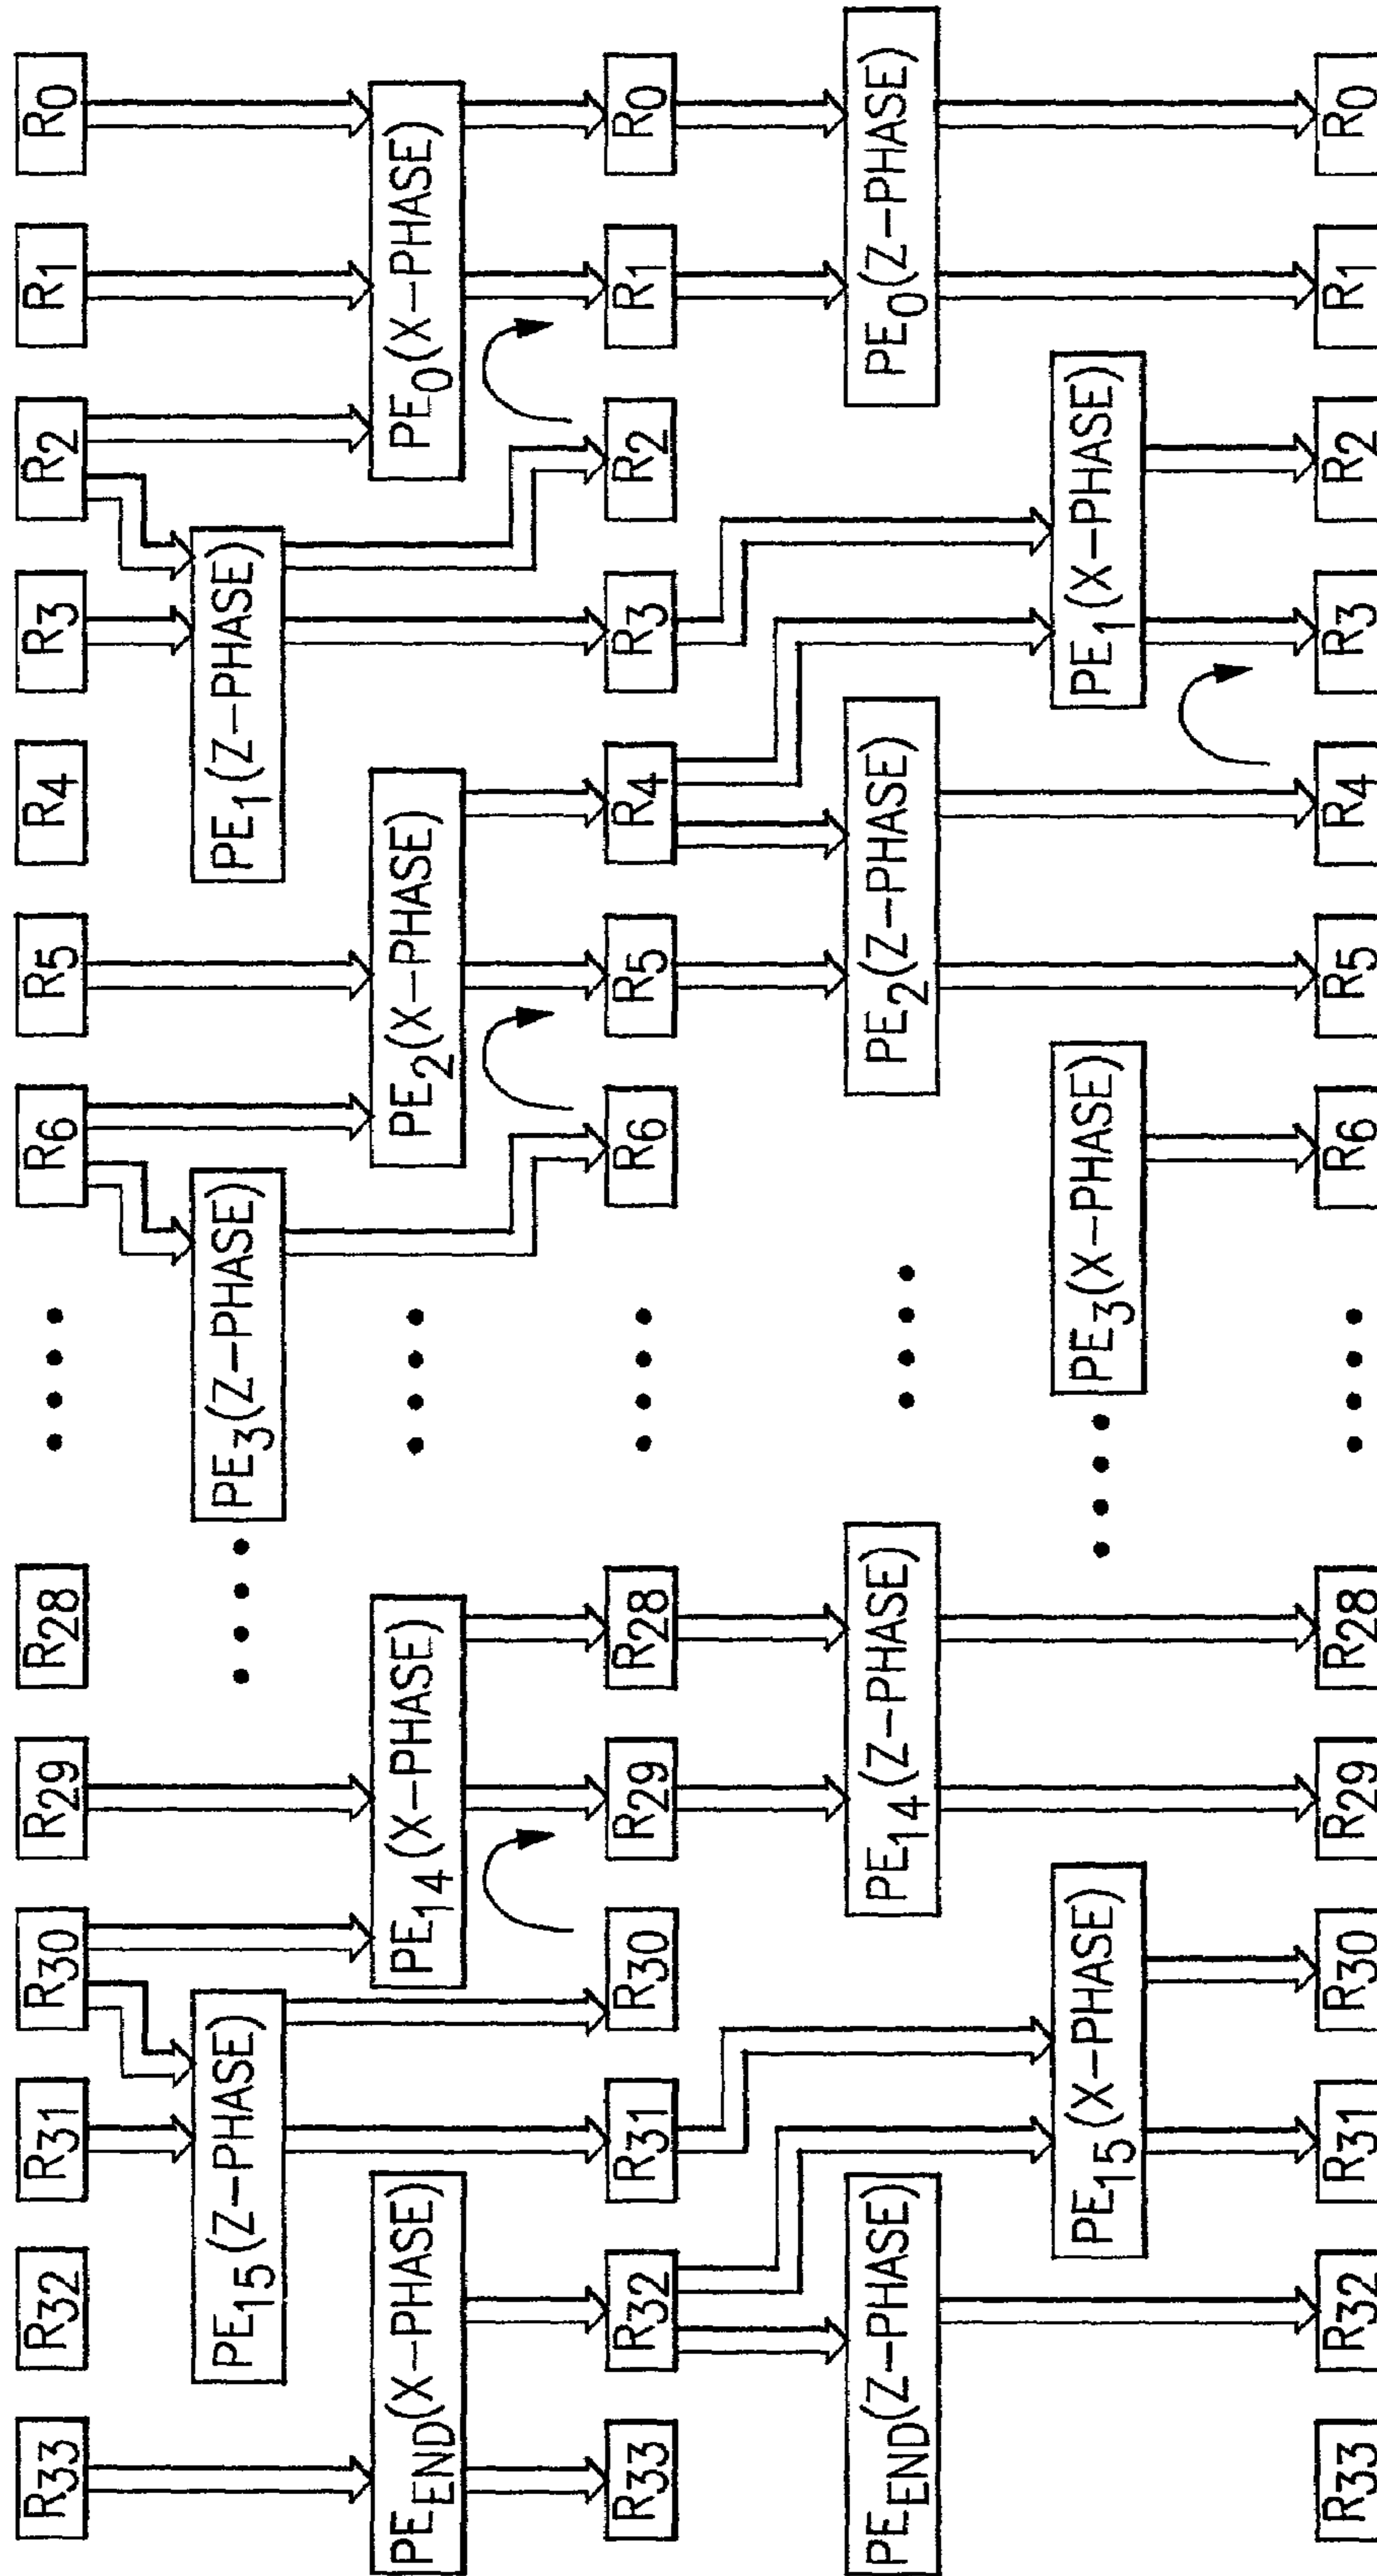 R33
R32
R31
R30
R29
R28
R6
R5
R4
R3
R2
R1
R0
PE15(Z-PHASE)
PE3(Z-PHASE)
PE1(Z-PHASE)
PEEND(X-PHASE)
PE14(X-PHASE)
PE2(X-PHASE)
PE0(X-PHASE)
R33
R32
R31
R30
R29
R28
R6
R5
R4
R3
R2
R1
R0
PEEND(Z-PHASE)
PE14(Z-PHASE)
PE2(Z-PHASE)
PE0(Z-PHASE)
PE15(X-PHASE)
PE3(X-PHASE)
PE1(X-PHASE)
R33
R32
R31
R30
R29
R28
R6
R5
R4
R3
R2
R1
R0